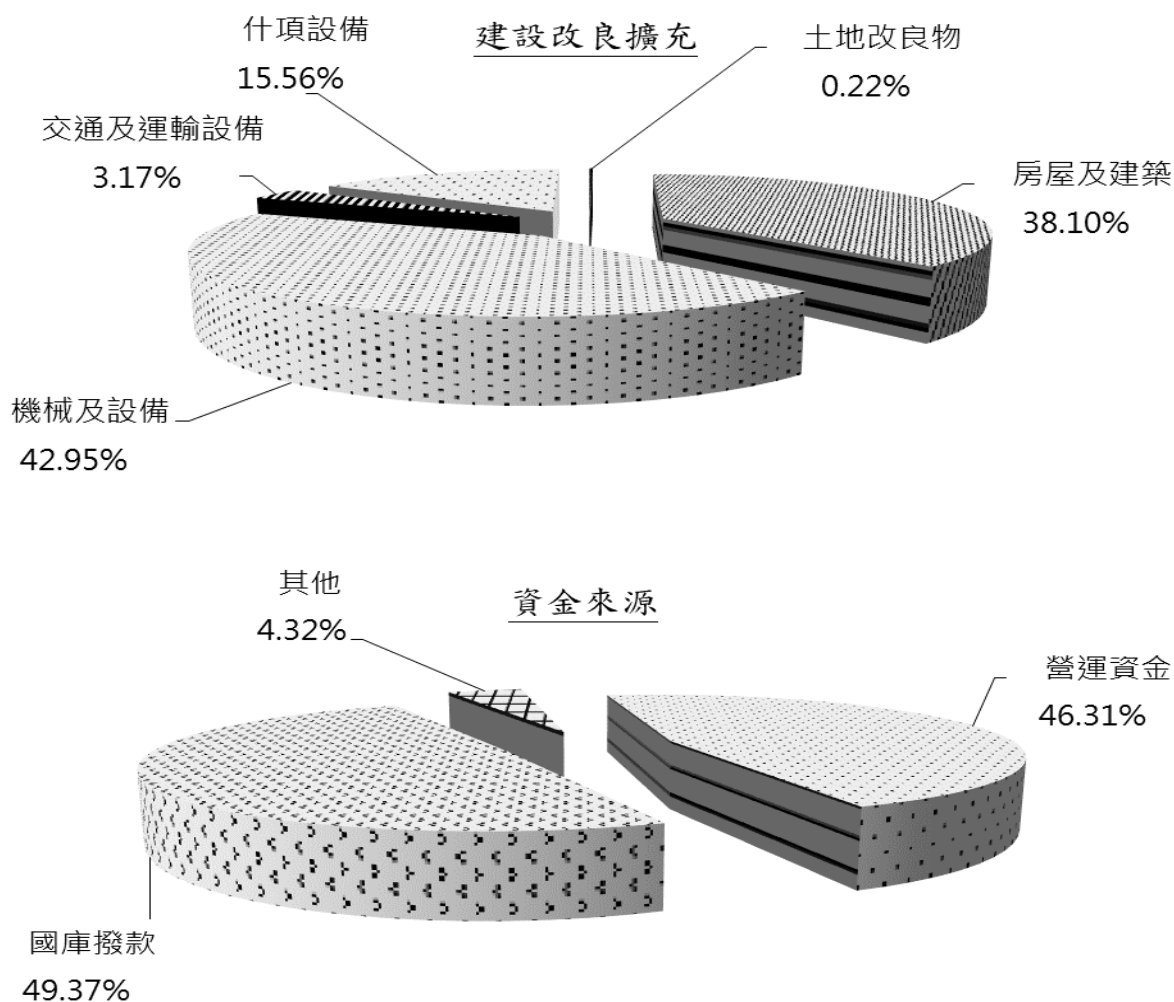 建設改良擴充
什項設備
15.56%
土地改良物
0.22%
交通及運輸設備
3.17%
房屋及建築
38.10%
機械及設備
42.95%
資金來源
其他
4.32%
營運資金
46.31%
國庫撥款
49.37%